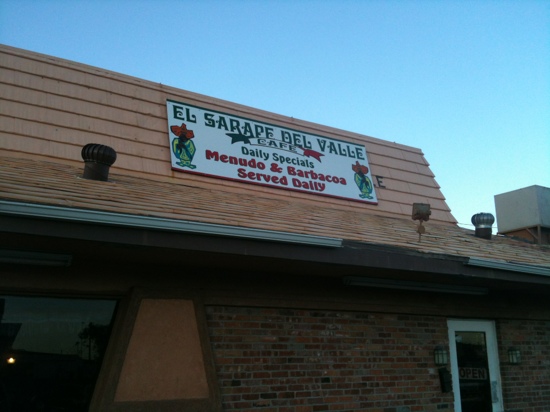 EL SARAPE DEL VALLE
CAFE
Daily Specials
Menudo & Barbacoa
Served Daily
E
OPEN